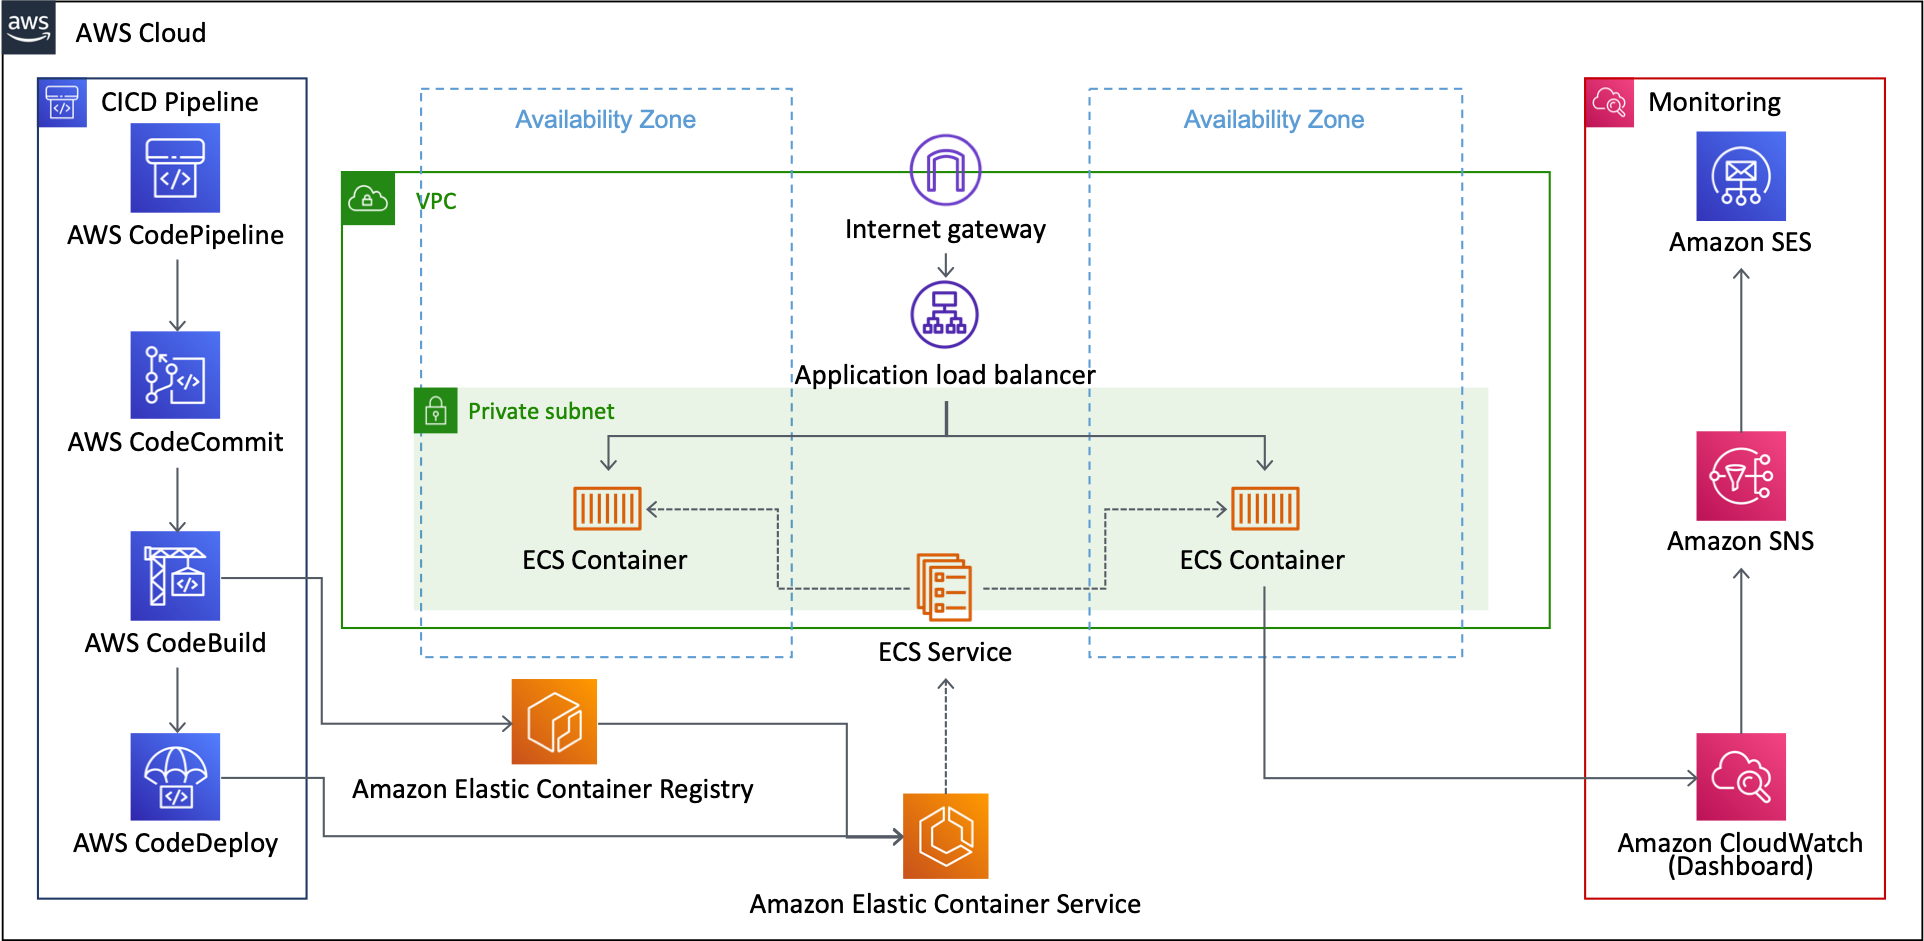 aws
AWS Cloud
CICD Pipeline
AWS CodePipeline
AWS CodeCommit
AWS CodeBuild
AWS CodeDeploy
Availability Zone
Availability Zone
VPC
Internet gateway
Application load balancer
Private subnet
ECS Container
ECS Container
ECS Service
Amazon Elastic Container Registry
Amazon Elastic Container Service
Monitoring
Amazon SES
Amazon SNS
Amazon CloudWatch
(Dashboard)